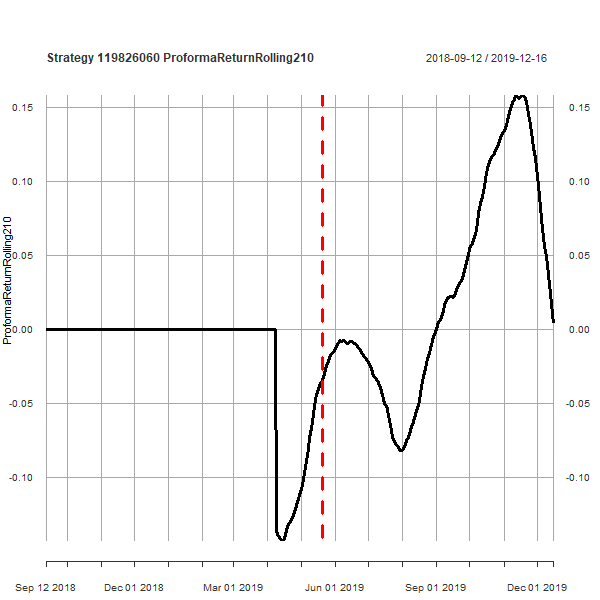 Strategy 119826060 ProformaReturnRolling210
2018-09-12 / 2019-12-16
0.15
0.15
0.10
0.10
0.05
0.05
0.00
0.00
-0.05
-0.05
-0.10
-0.10
ProformaReturnRolling210
Sep 12 2018
Dec 01 2018
Mar 01 2019
Jun 01 2019
Sep 01 2019
Dec 01 2019